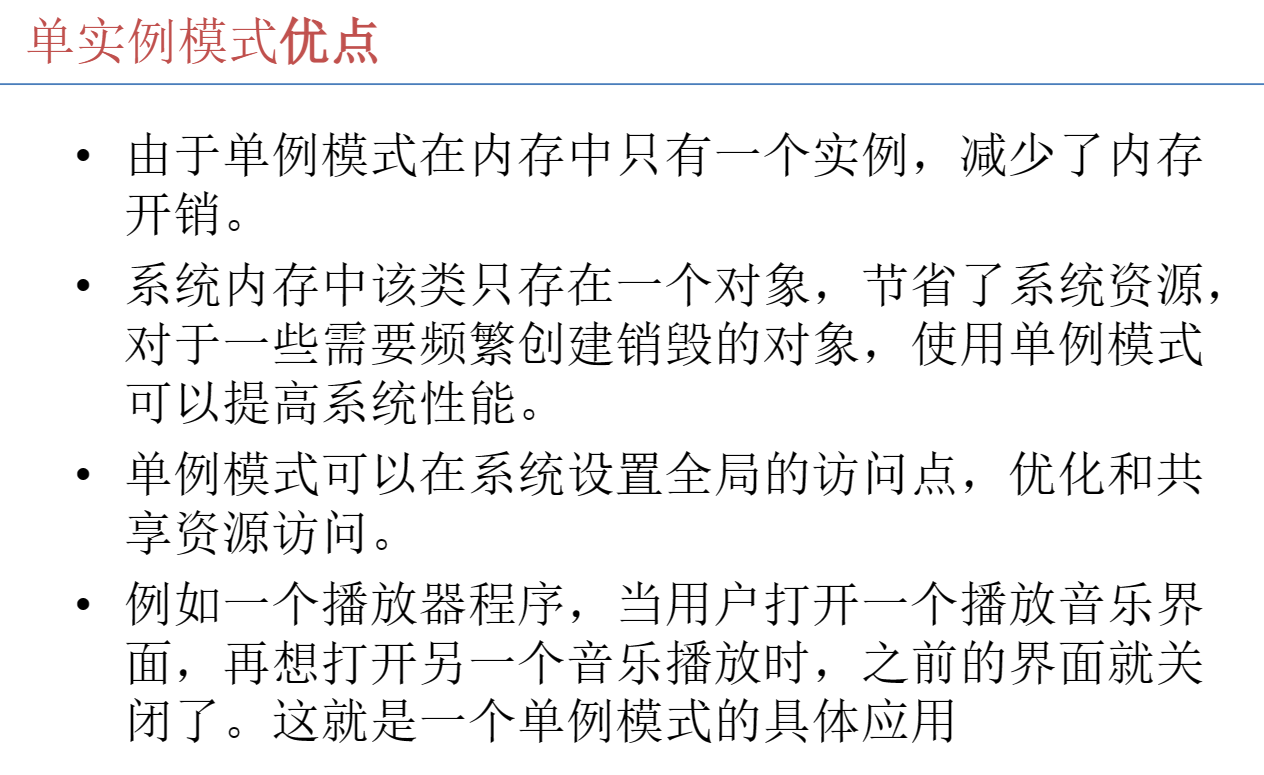 单实例模式优点
• 由于单例模式在内存中只有一个实例，减少了内存
开销。
• 系统内存中该类只存在一个对象，节省了系统资源，
对于一些需要频繁创建销毁的对象，使用单例模式
可以提高系统性能。
• 单例模式可以在系统设置全局的访问点，优化和共
享资源访问。
• 例如一个播放器程序，当用户打开一个播放音乐界
面，再想打开另一个音乐播放时，之前的界面就关
闭了。这就是一个单例模式的具体应用